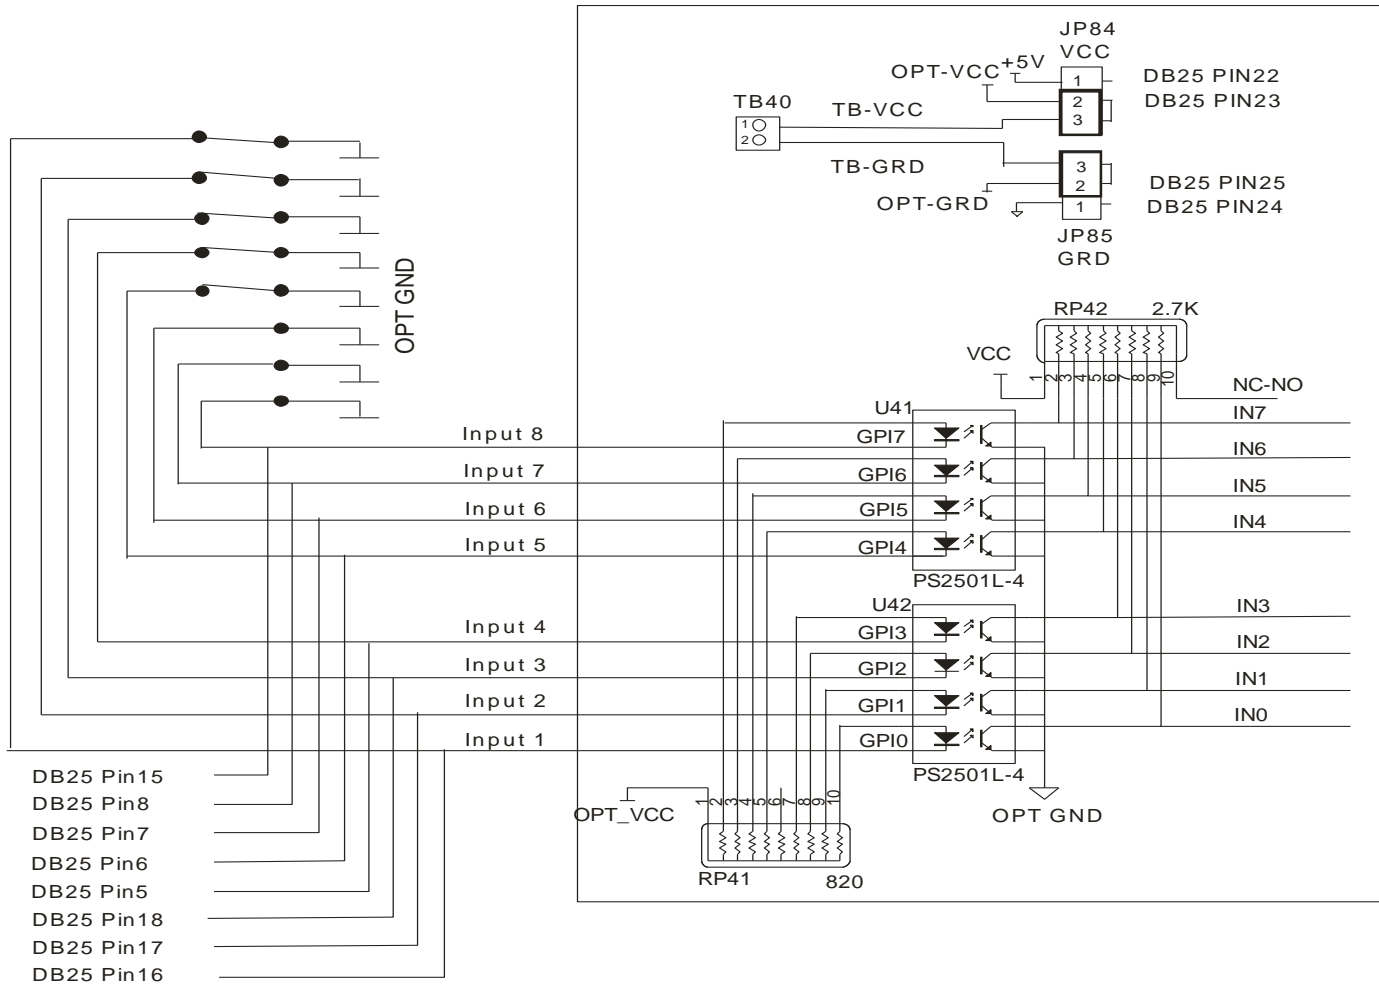 JP84
VCC
+5V
OPT-VCC
1
2
3
DB25 PIN22
DB25 PIN23
TB40
1
2
TB-VCC
TB-GRD
OPT-GRD
3
2
1
DB25 PIN25
DB25 PIN24
JP85
GRD
OPT GND
RP42 2.7K
VCC
1 2 3 4 5 6 7 8 9 10
NC-NO
U41
Input 8 GPI7 IN7
Input 7 GPI6 IN6
Input 6 GPI5 IN5
Input 5 GPI4 IN4
PS2501L-4
U42
Input 4 GPI3 IN3
Input 3 GPI2 IN2
Input 2 GPI1 IN1
Input 1 GPI0 IN0
PS2501L-4
OPT GND
OPT_VCC
1 2 3 4 5 6 7 8 9 10
RP41 820
DB25 Pin15
DB25 Pin8
DB25 Pin7
DB25 Pin6
DB25 Pin5
DB25 Pin18
DB25 Pin17
DB25 Pin16